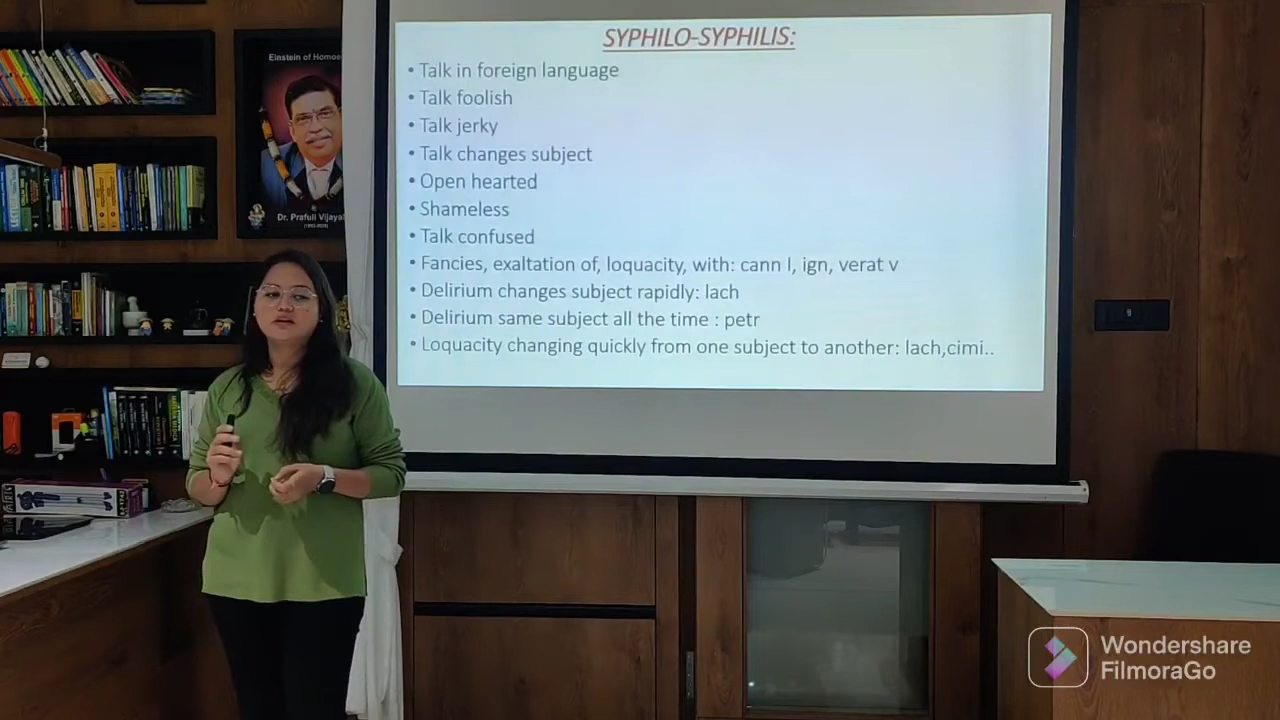 SYPHILO-SYPHILIS:
• Talk in foreign language
• Talk foolish
• Talk jerky
• Talk changes subject
• Open hearted
• Shameless
• Talk confused
• Fancies, exaltation of, loquacity, with: cann I, ign, verat v
• Delirium changes subject rapidly: lach
• Delirium same subject all the time : petr
• Loquacity changing quickly from one subject to another: lach,cimi..
Einstein of Homoe
Dr. Prafull Vijayal
Wondershare
FilmoraGo